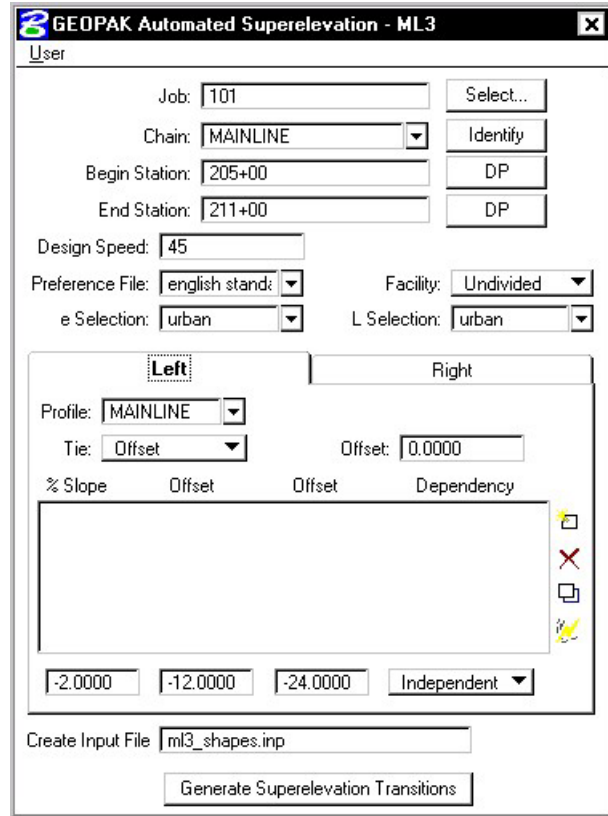 GEOPAK Automated Superelevation - ML3
User
Job: 101 Select...
Chain: MAINLINE Identify
Begin Station: 205+00 DP
End Station: 211+00 DP
Design Speed: 45
Preference File: english standa Facility: Undivided
e Selection: urban L Selection: urban
Left Right
Profile: MAINLINE
Tie: Offset Offset: 0.0000
% Slope Offset Offset Dependency
-2.0000 -12.0000 -24.0000 Independent
Create Input File ml3_shapes.inp
Generate Superelevation Transitions